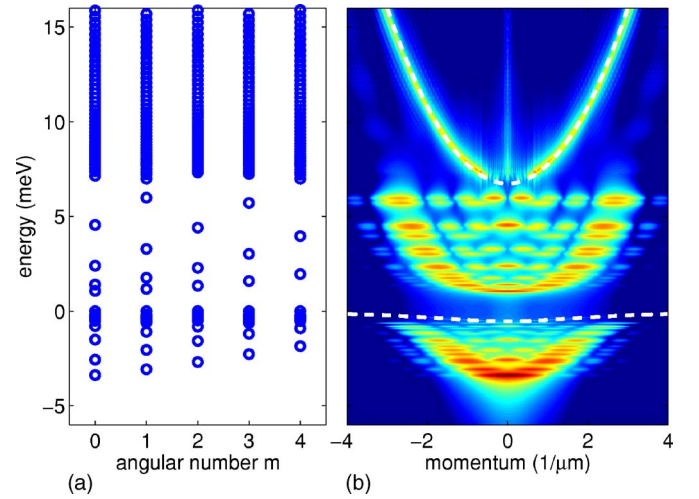 15
10
5
0
−5
energy (meV)
0 1 2 3 4
angular number m
(a)
−4 −2 0 2 4
momentum (1/μm)
(b)